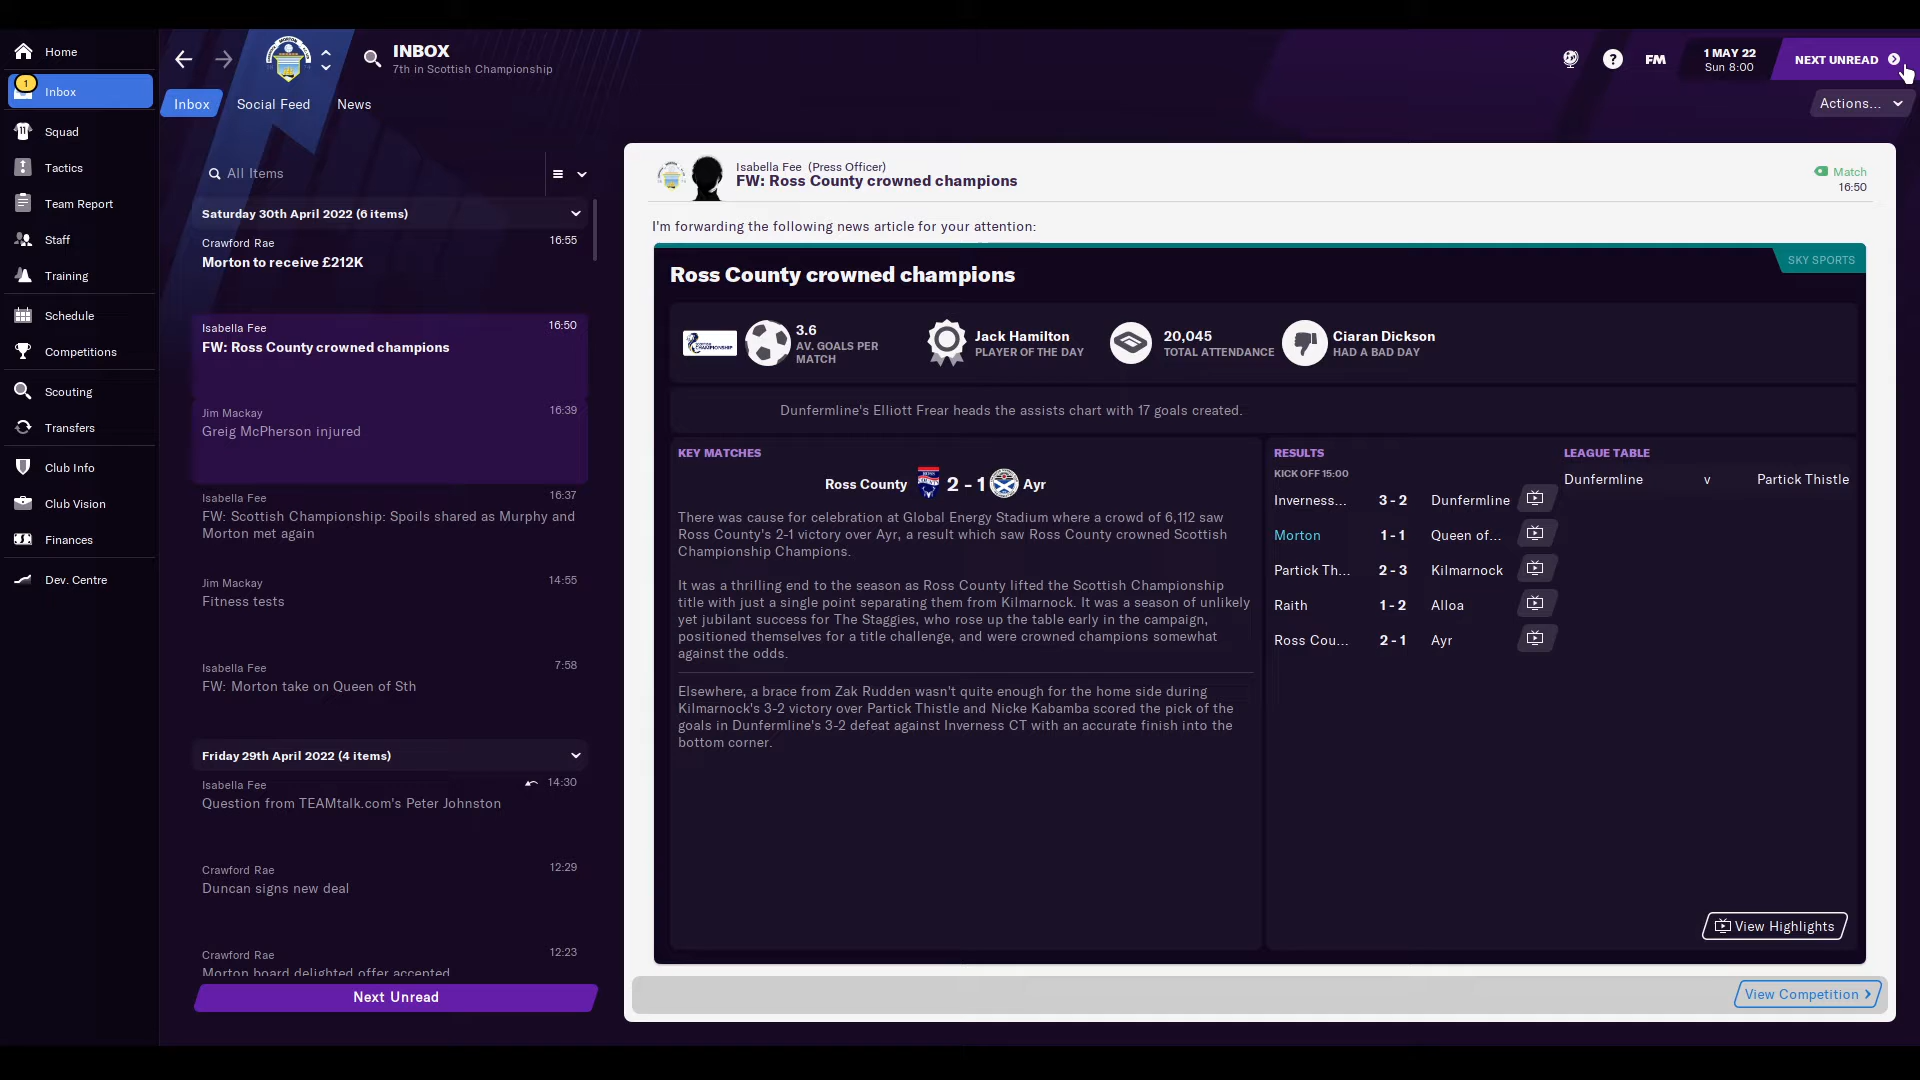 Home
1
Inbox
Squad
Tactics
Team Report
Staff
Training
Schedule
Competitions
Scouting
Transfers
Club Info
Club Vision
Finances
Dev. Centre
INBOX
7th in Scottish Championship
FM
1 MAY 22
Sun 8:00
NEXT UNREAD
Inbox
Social Feed
News
Actions...
All Items
Saturday 30th April 2022 (6 items)
Crawford Rae
16:55
Morton to receive £212K
Isabella Fee
16:50
FW: Ross County crowned champions
Jim Mackay
16:39
Greig McPherson injured
Isabella Fee
16:37
FW: Scottish Championship: Spoils shared as Murphy and
Morton met again
Jim Mackay
14:55
Fitness tests
Isabella Fee
7:58
FW: Morton take on Queen of Sth
Friday 29th April 2022 (4 items)
Isabella Fee
14:30
Question from TEAMtalk.com's Peter Johnston
Crawford Rae
12:29
Duncan signs new deal
Crawford Rae
12:23
Morton board delighted offer accepted
Next Unread
Isabella Fee (Press Officer)
FW: Ross County crowned champions
Match
16:50
I'm forwarding the following news article for your attention:
SKY SPORTS
Ross County crowned champions
3.6
AV. GOALS PER
MATCH
Jack Hamilton
PLAYER OF THE DAY
20,045
TOTAL ATTENDANCE
Ciaran Dickson
HAD A BAD DAY
Dunfermline's Elliott Frear heads the assists chart with 17 goals created.
KEY MATCHES
Ross County 2 - 1 Ayr
There was cause for celebration at Global Energy Stadium where a crowd of 6,112 saw
Ross County's 2-1 victory over Ayr, a result which saw Ross County crowned Scottish
Championship Champions.
It was a thrilling end to the season as Ross County lifted the Scottish Championship
title with just a single point separating them from Kilmarnock. It was a season of unlikely
yet jubilant success for The Staggies, who rose up the table early in the campaign,
positioned themselves for a title challenge, and were crowned champions somewhat
against the odds.
Elsewhere, a brace from Zak Rudden wasn't quite enough for the home side during
Kilmarnock's 3-2 victory over Partick Thistle and Nicke Kabamba scored the pick of the
goals in Dunfermline's 3-2 defeat against Inverness CT with an accurate finish into the
bottom corner.
RESULTS
KICK OFF 15:00
Inverness... 3 - 2 Dunfermline
Morton 1 - 1 Queen of...
Partick Th... 2 - 3 Kilmarnock
Raith 1 - 2 Alloa
Ross Cou... 2 - 1 Ayr
LEAGUE TABLE
Dunfermline v Partick Thistle
View Highlights
View Competition